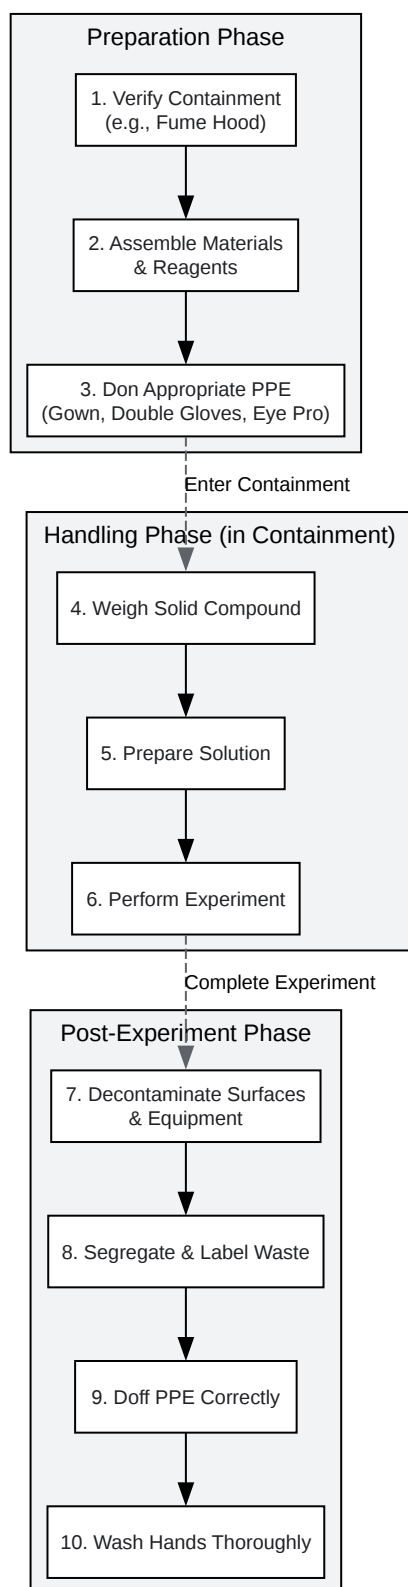 Preparation Phase
1. Verify Containment
(e.g., Fume Hood)
2. Assemble Materials
& Reagents
3. Don Appropriate PPE
(Gown, Double Gloves, Eye Pro)
Enter Containment
Handling Phase (in Containment)
4. Weigh Solid Compound
5. Prepare Solution
6. Perform Experiment
Complete Experiment
Post-Experiment Phase
7. Decontaminate Surfaces
& Equipment
8. Segregate & Label Waste
9. Doff PPE Correctly
10. Wash Hands Thoroughly